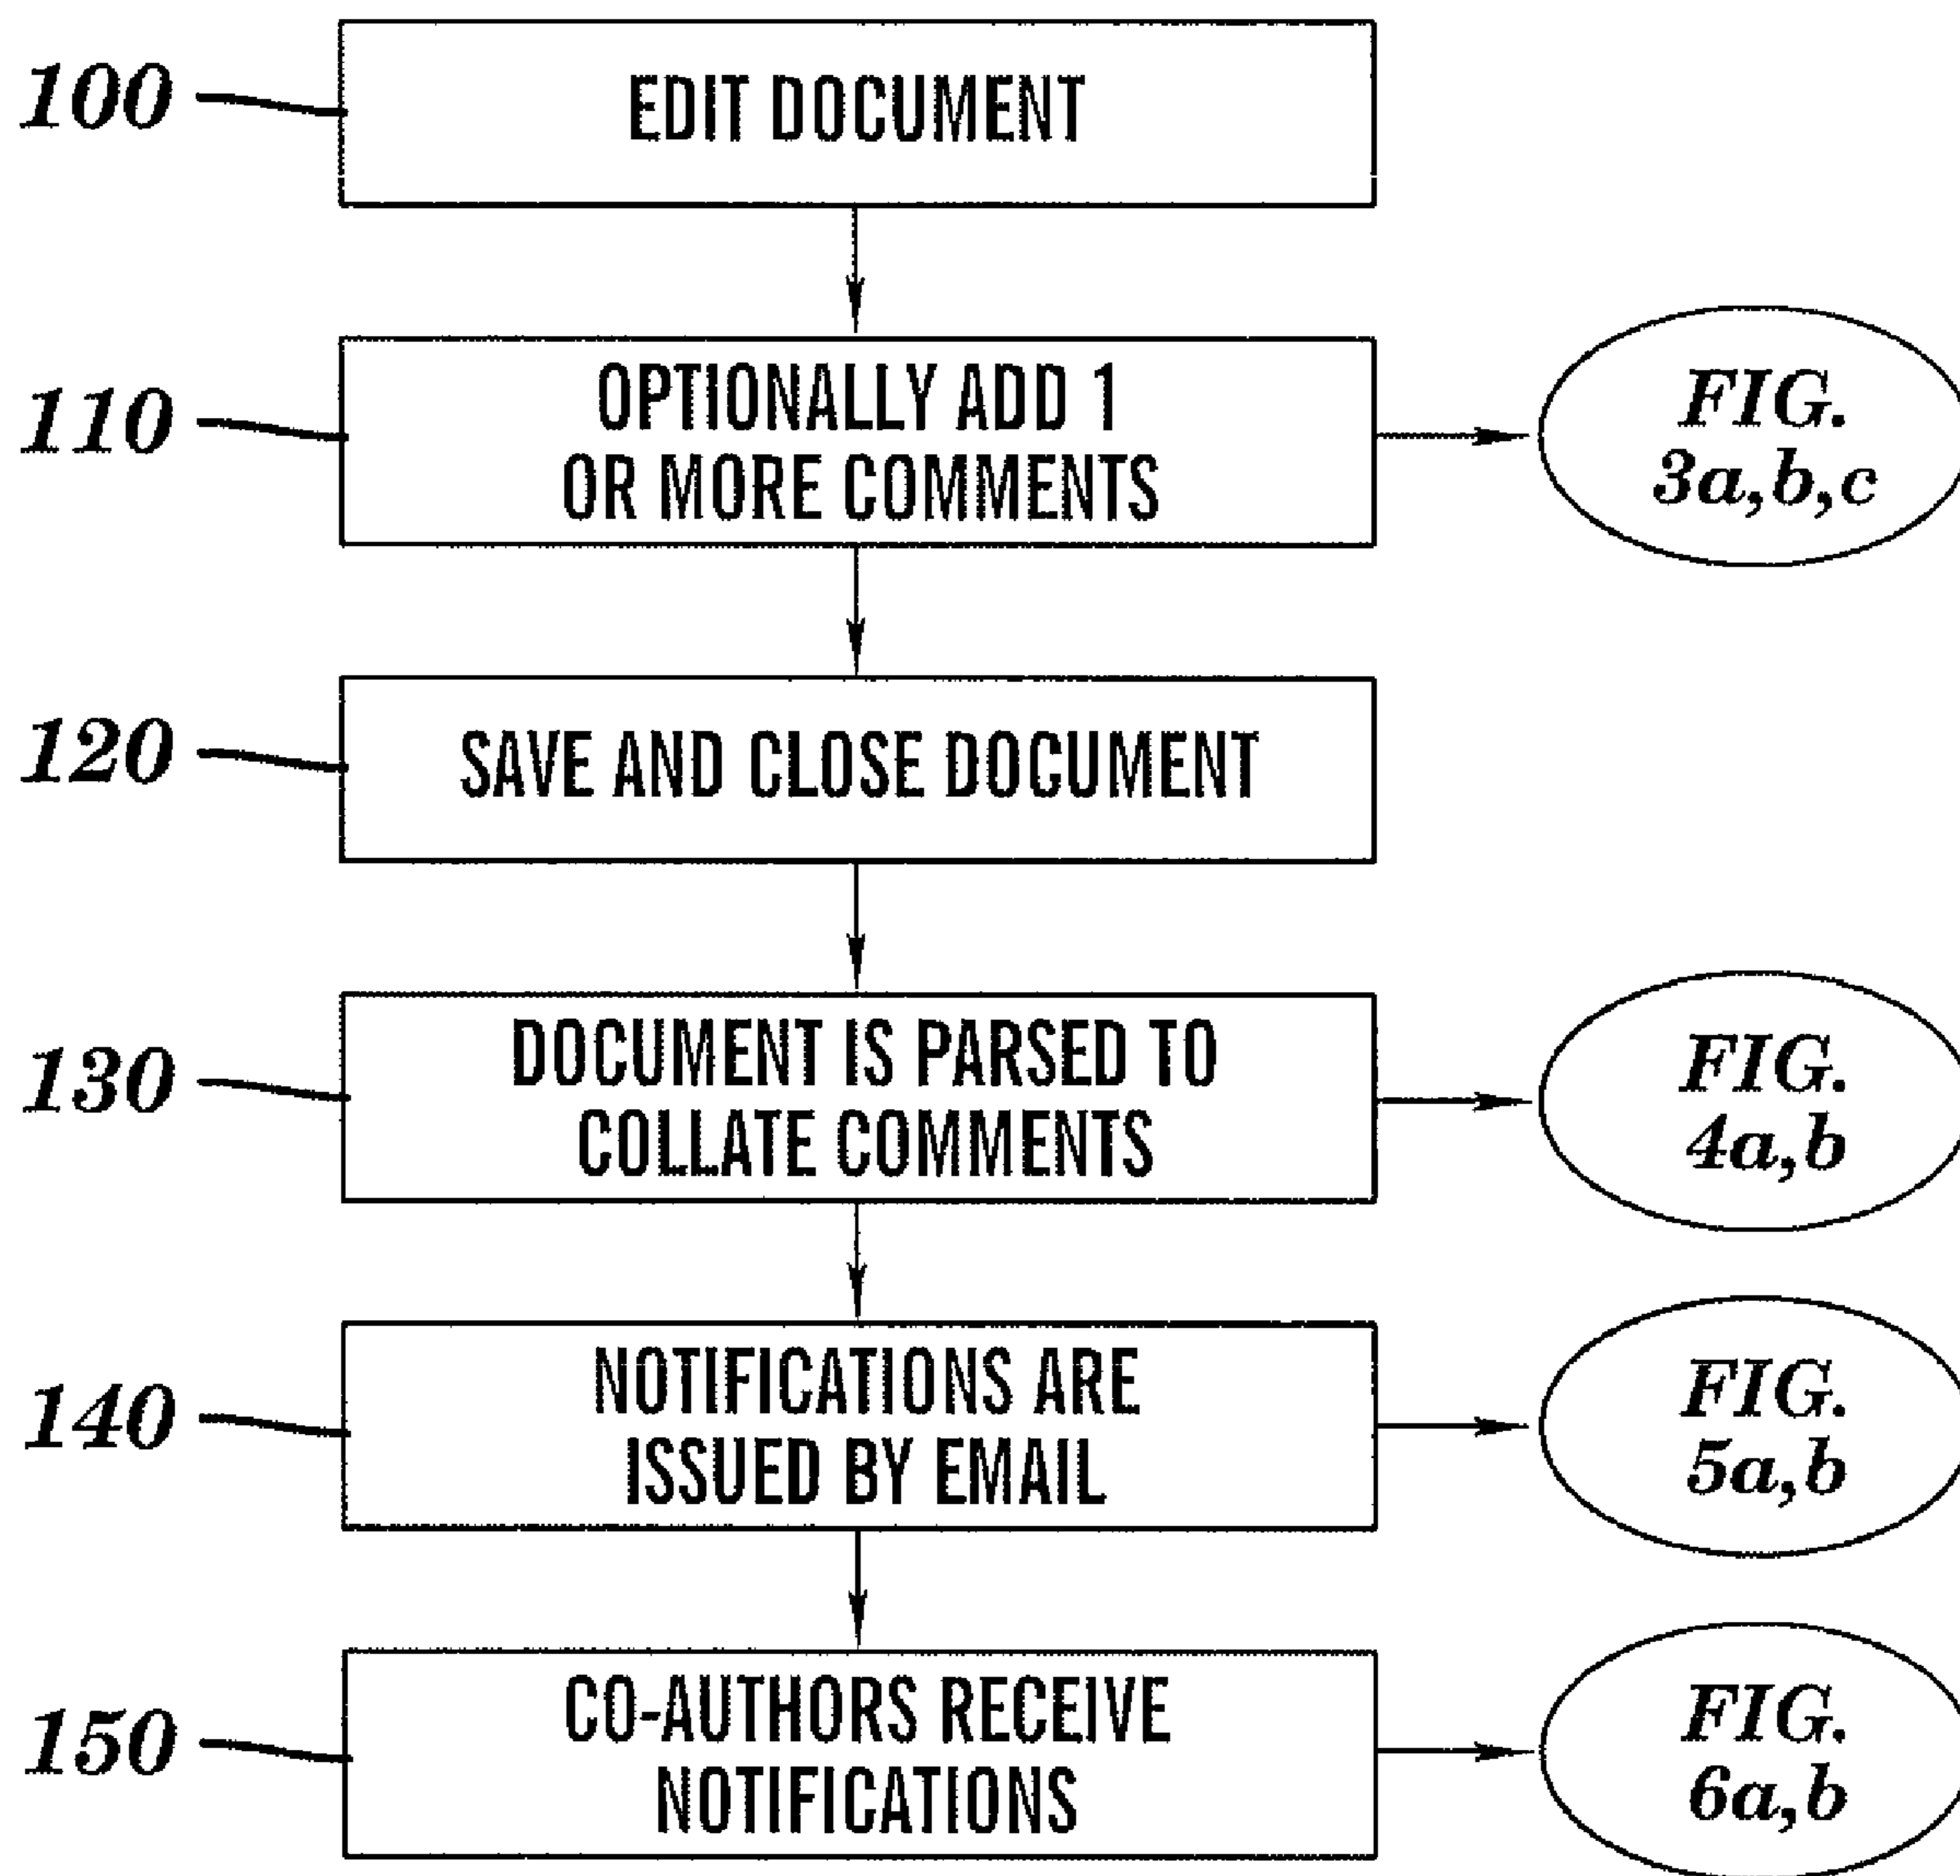 100
EDIT DOCUMENT
110
OPTIONALLY ADD 1
OR MORE COMMENTS
FIG.
3a,b,c
120
SAVE AND CLOSE DOCUMENT
130
DOCUMENT IS PARSED TO
COLLATE COMMENTS
FIG.
4a,b
140
NOTIFICATIONS ARE
ISSUED BY EMAIL
FIG.
5a,b
150
CO-AUTHORS RECEIVE
NOTIFICATIONS
FIG.
6a,b